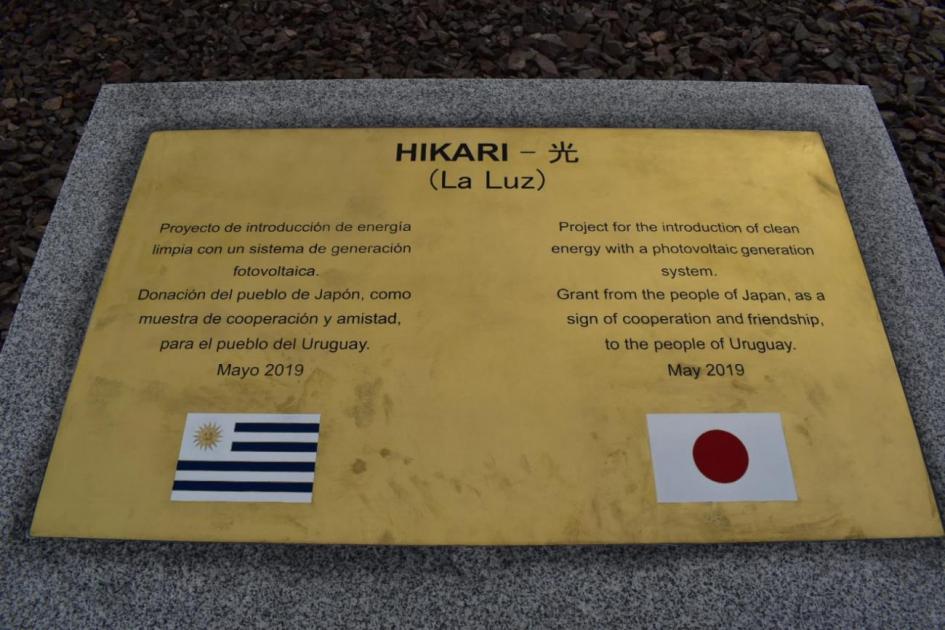 HIKARI – 光
(La Luz)
Proyecto de introducción de energía
limpia con un sistema de generación
fotovoltaica.
Donación del pueblo de Japón, como
muestra de cooperación y amistad,
para el pueblo del Uruguay.
Mayo 2019
Project for the introduction of clean
energy with a photovoltaic generation
system.
Grant from the people of Japan, as a
sign of cooperation and friendship,
to the people of Uruguay.
May 2019